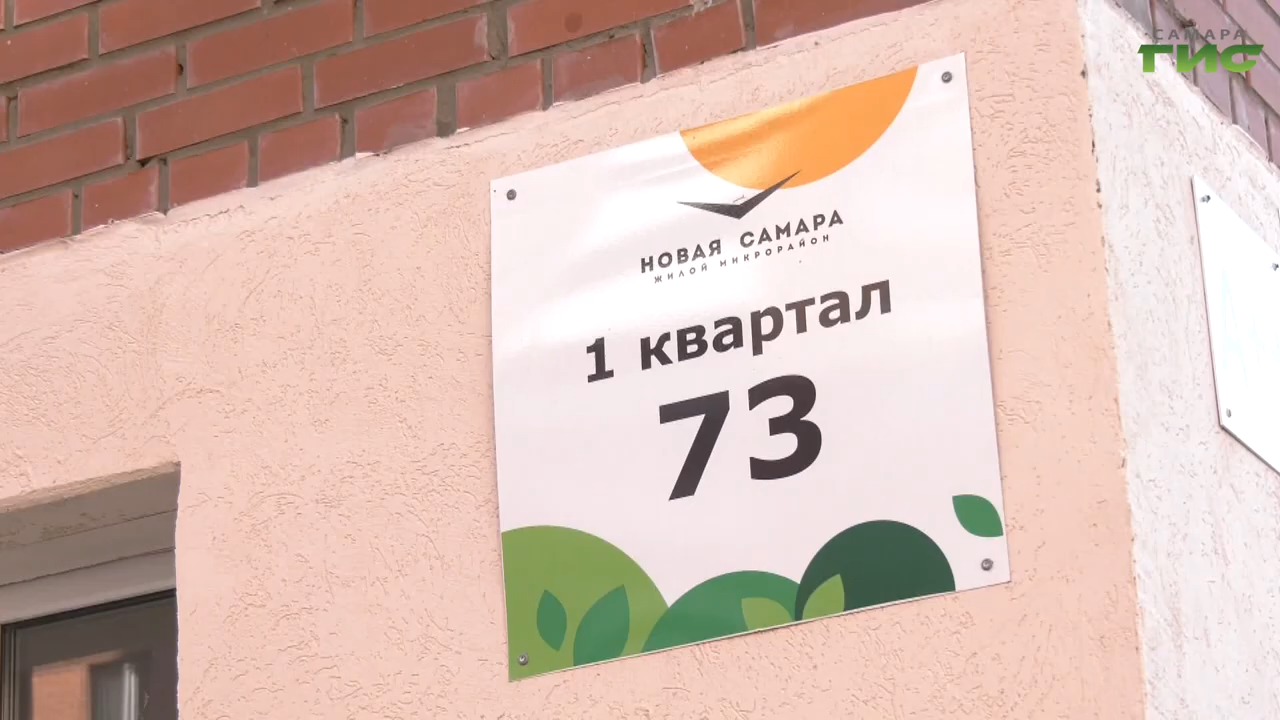 САМАРА
ГИС
НОВАЯ САМАРА
ЖИЛОЙ МИКРОРАЙОН
1 квартал
73